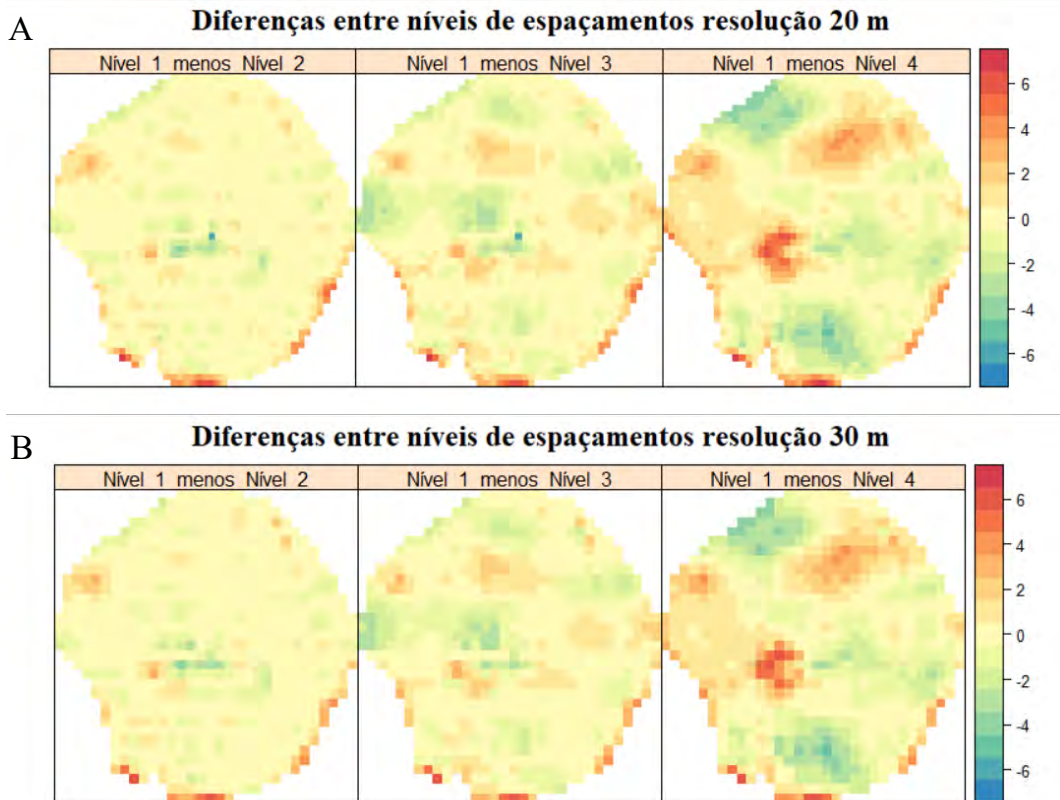 A
Diferenças entre níveis de espaçamentos resolução 20 m
Nível 1 menos Nível 2
Nível 1 menos Nível 3
Nível 1 menos Nível 4
6
4
2
0
-2
-4
-6
B
Diferenças entre níveis de espaçamentos resolução 30 m
Nível 1 menos Nível 2
Nível 1 menos Nível 3
Nível 1 menos Nível 4
6
4
2
0
-2
-4
-6